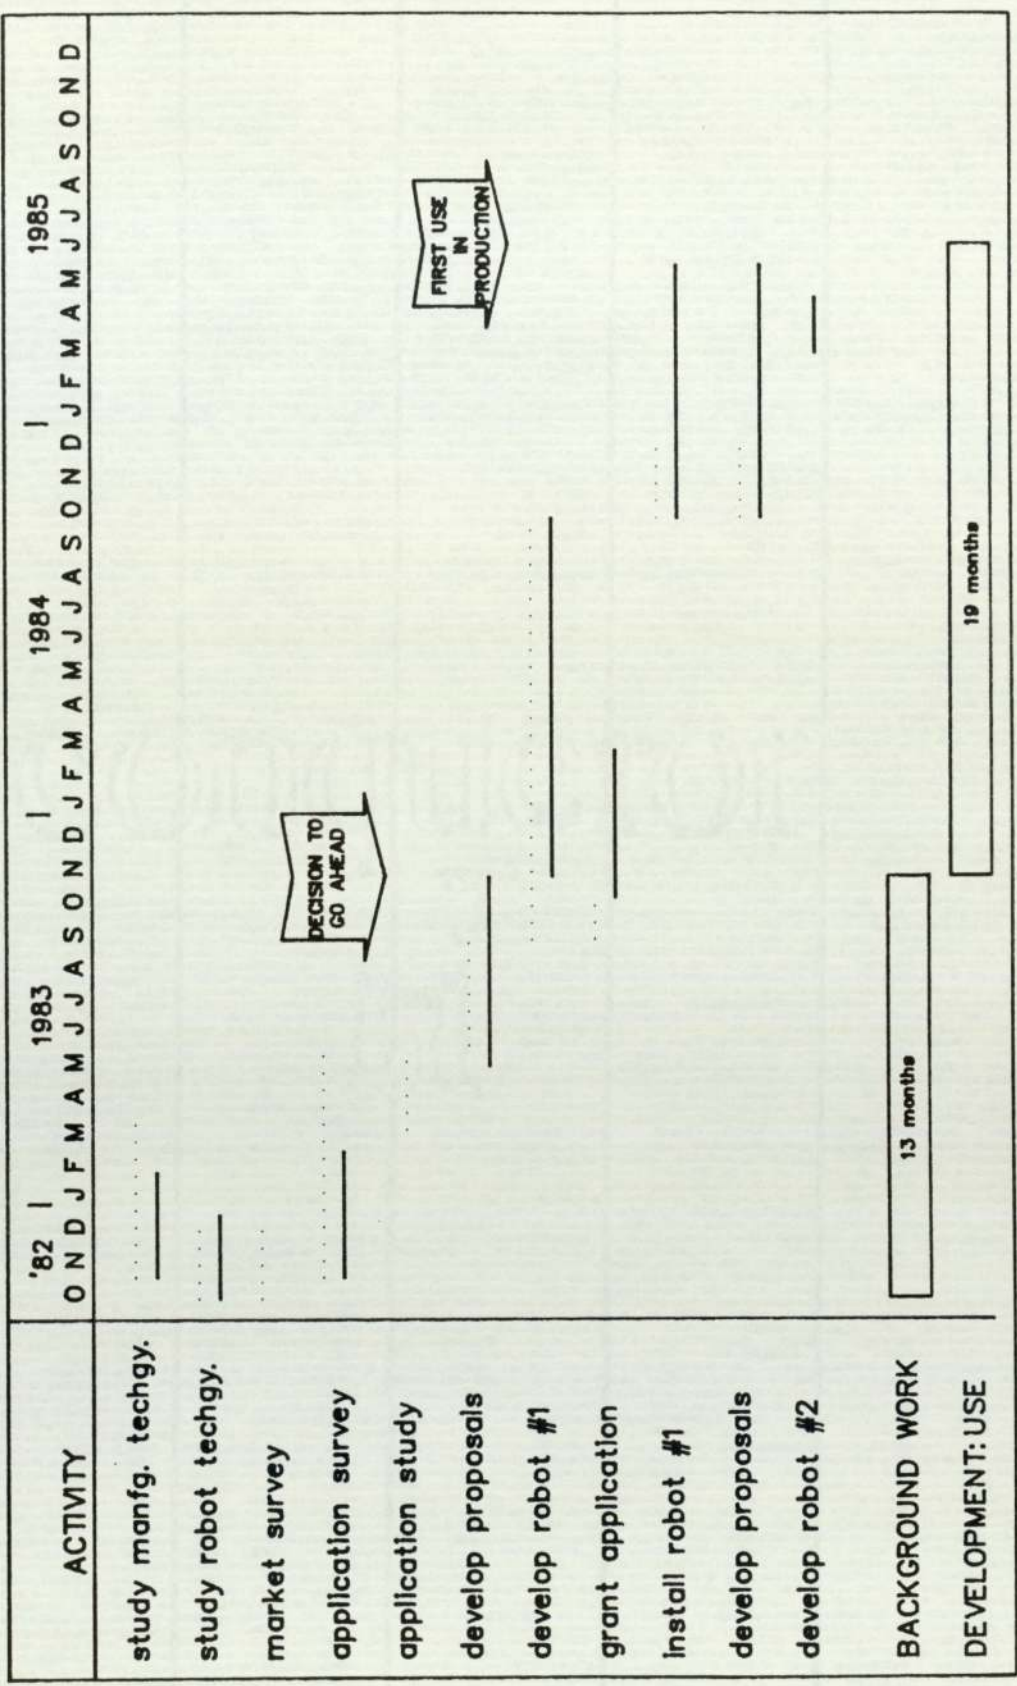 ACTIVITY
'82 | 1983 | 1984 | 1985
O N D J F M A M J J A S O N D J F M A M J J A S O N D J F M A M J J A S O N D
study manfg. techgy.
study robot techgy.
market survey
application survey
application study
develop proposals
develop robot #1
grant application
install robot #1
develop proposals
develop robot #2
DECISION TO
GO AHEAD
FIRST USE
IN
PRODUCTION
BACKGROUND WORK
13 months
DEVELOPMENT:USE
19 months